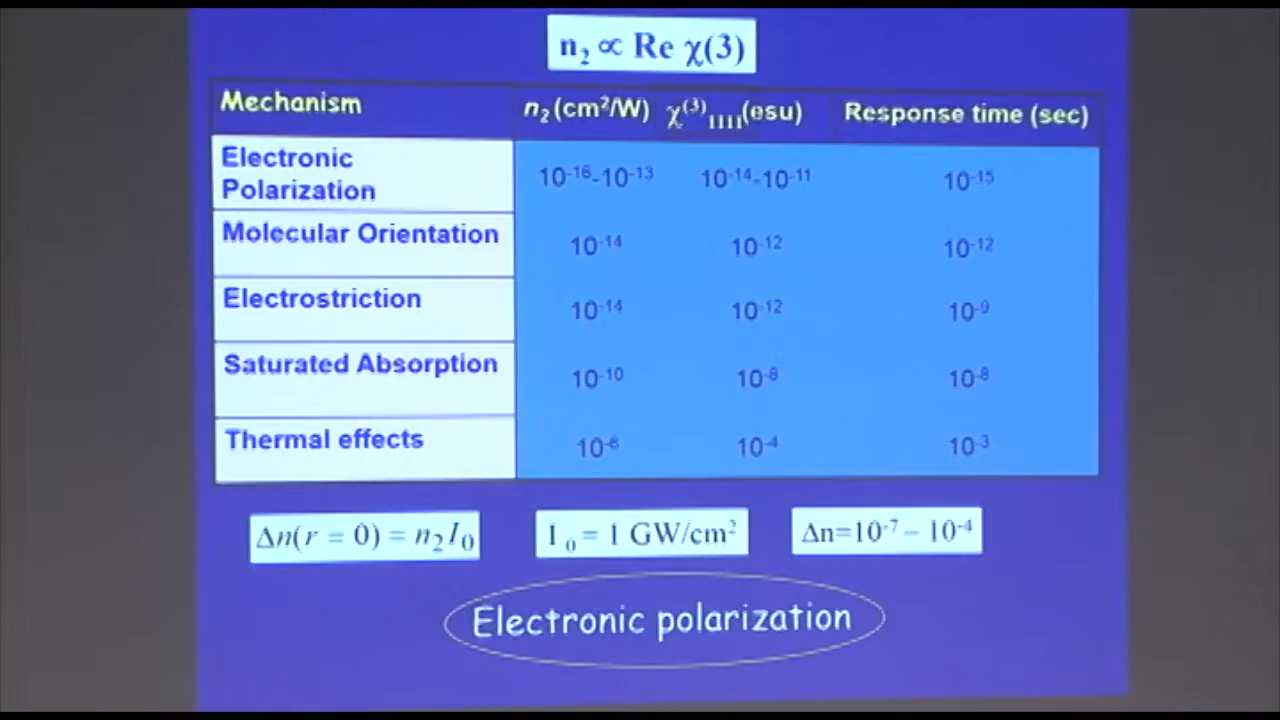 n₂ ∝ Re χ(3)
Mechanism n₂ (cm²/W) χ⁽³⁾₁₁₁₁(esu) Response time (sec)
Electronic
Polarization 10⁻¹⁶-10⁻¹³ 10⁻¹⁴-10⁻¹¹ 10⁻¹⁵
Molecular Orientation 10⁻¹⁴ 10⁻¹² 10⁻¹²
Electrostriction 10⁻¹⁴ 10⁻¹² 10⁻⁹
Saturated Absorption 10⁻¹⁰ 10⁻⁸ 10⁻⁸
Thermal effects 10⁻⁶ 10⁻⁴ 10⁻³
Δn(r = 0) = n₂I₀ I ₀ = 1 GW/cm² Δn=10⁻⁷ – 10⁻⁴
Electronic polarization